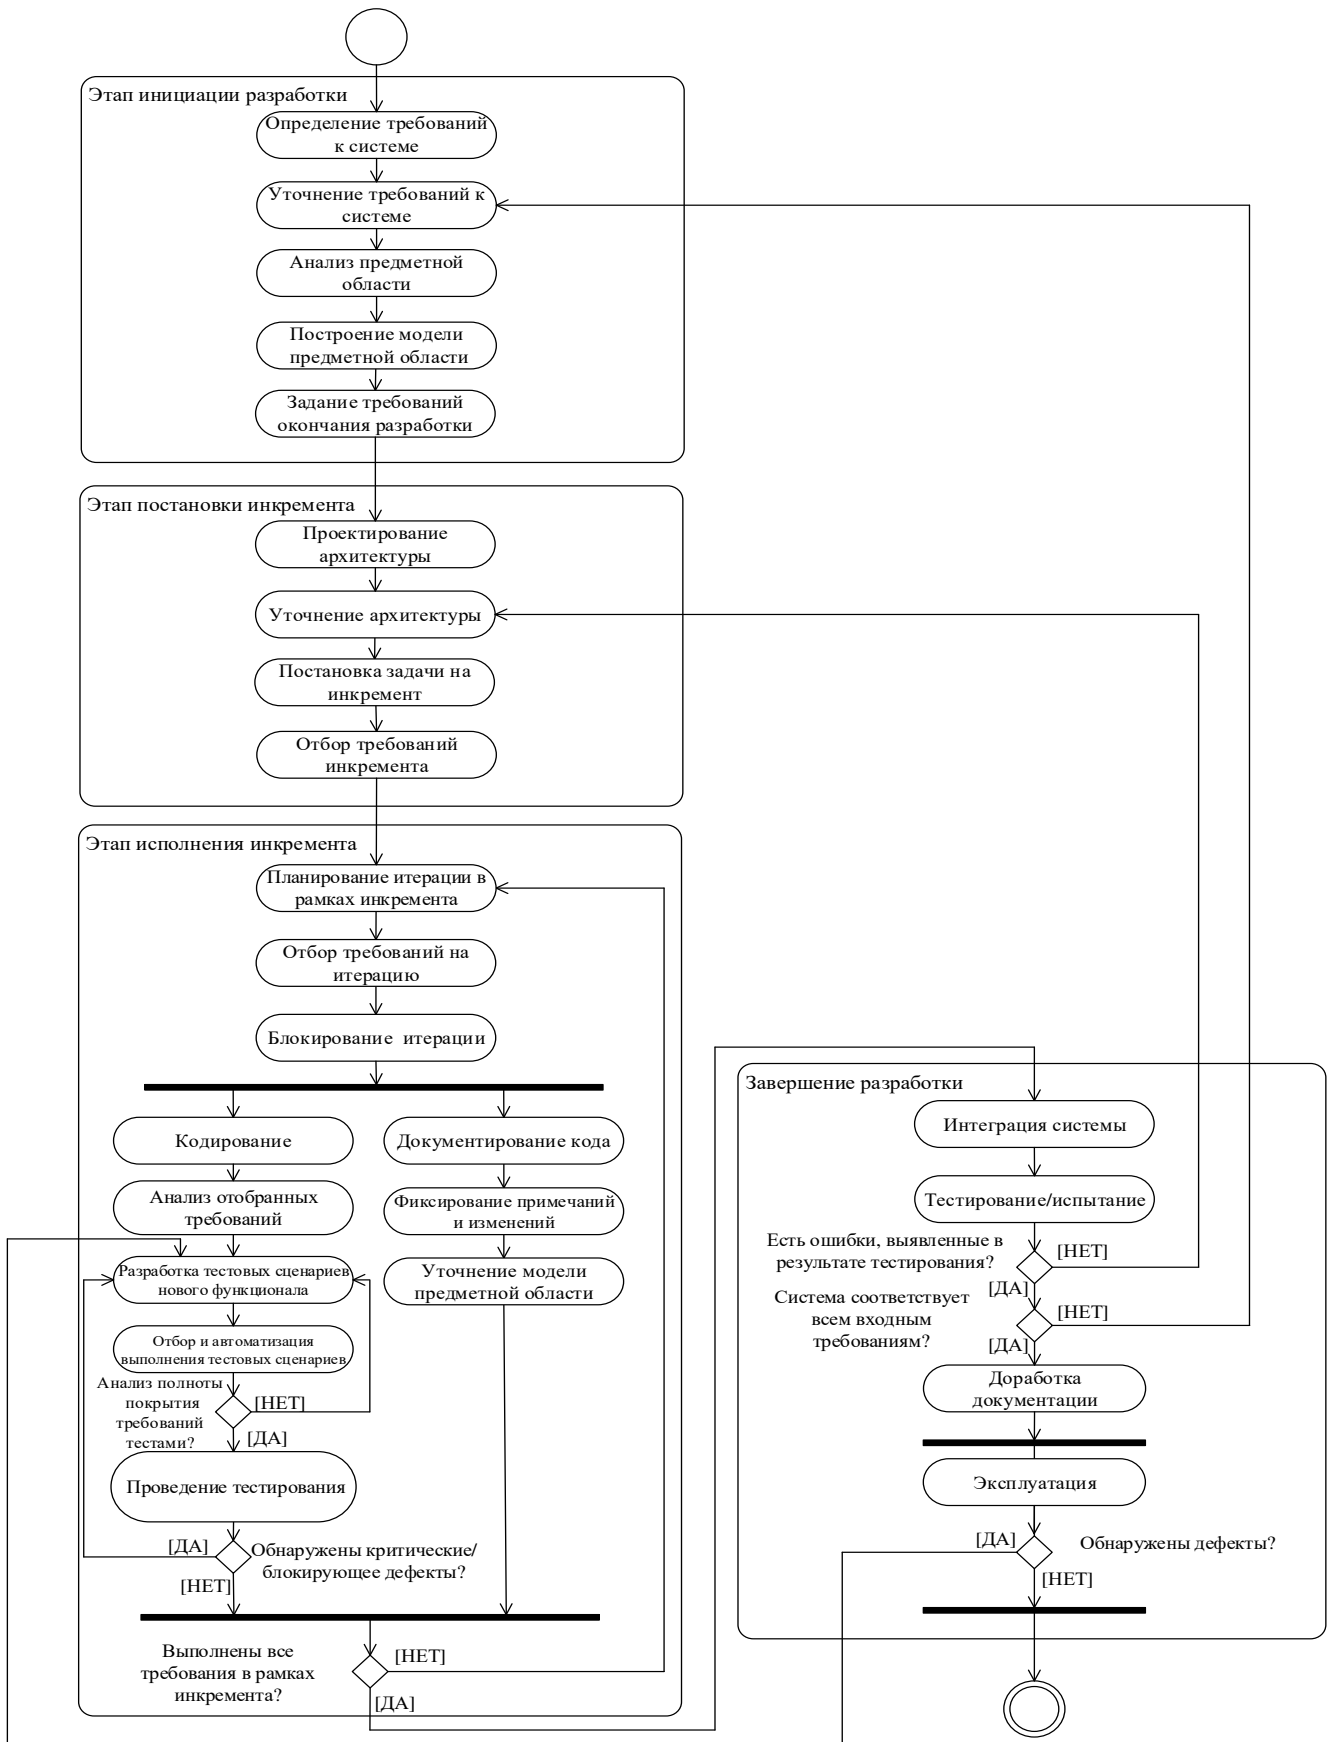 Этап инициации разработки
Определение требований
к системе
Уточнение требований к
системе
Анализ предметной
области
Построение модели
предметной области
Задание требований
окончания разработки
Этап постановки инкремента
Проектирование
архитектуры
Уточнение архитектуры
Постановка задачи на
инкремент
Отбор требований
инкремента
Этап исполнения инкремента
Планирование итерации в
рамках инкремента
Отбор требований на
итерацию
Блокирование итерации
Кодирование
Анализ отобранных
требований
Разработка тестовых сценариев
нового функционала
Отбор и автоматизация
выполнения тестовых сценариев
Анализ полноты
покрытия
требований
тестами?
[НЕТ]
[ДА]
Проведение тестирования
[ДА]
Обнаружены критические/
блокирующее дефекты?
[НЕТ]
Документирование кода
Фиксирование примечаний
и изменений
Уточнение модели
предметной области
Выполнены все
требования в рамках
инкремента?
[НЕТ]
[ДА]
Завершение разработки
Интеграция системы
Тестирование/испытание
Есть ошибки, выявленные в
результате тестирования?
[НЕТ]
[ДА]
Система соответствует
всем входным
требованиям?
[НЕТ]
[ДА]
Доработка
документации
Эксплуатация
[ДА]
Обнаружены дефекты?
[НЕТ]